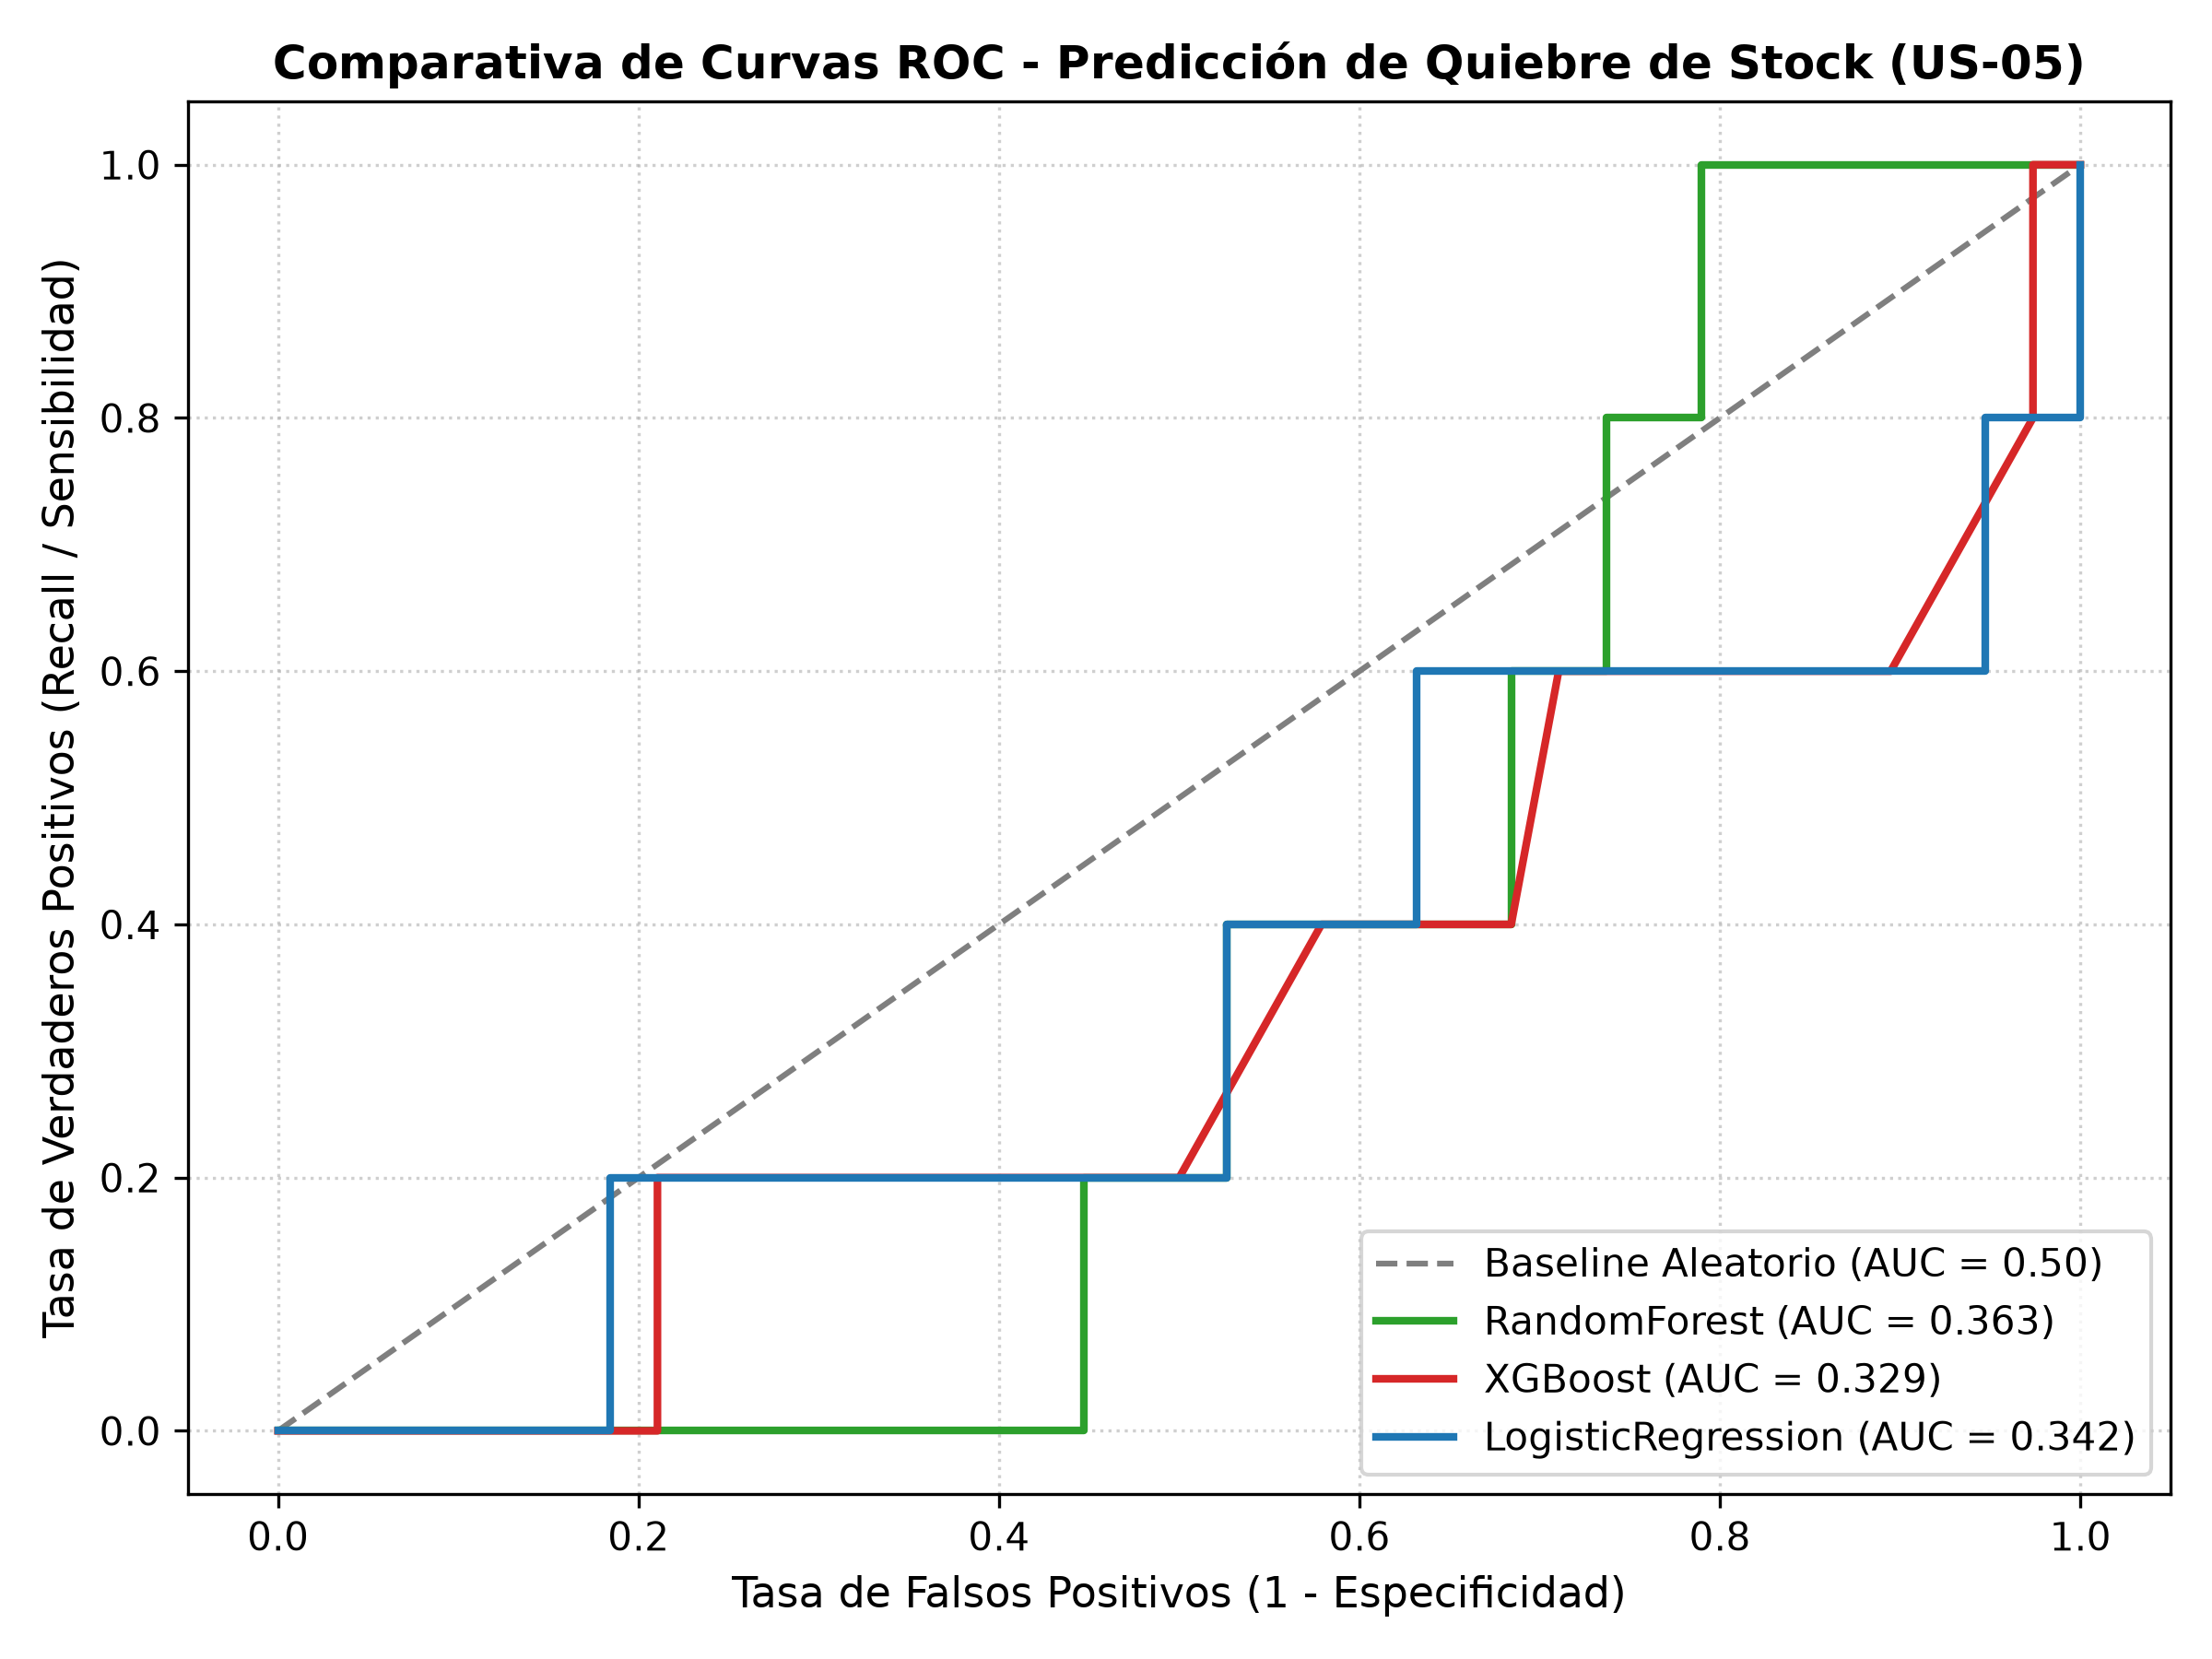 Comparativa de Curvas ROC - Predicción de Quiebre de Stock (US-05)
Tasa de Verdaderos Positivos (Recall / Sensibilidad)
1.0
0.8
0.6
0.4
0.2
0.0
Baseline Aleatorio (AUC = 0.50)
RandomForest (AUC = 0.363)
XGBoost (AUC = 0.329)
LogisticRegression (AUC = 0.342)
0.0 0.2 0.4 0.6 0.8 1.0
Tasa de Falsos Positivos (1 - Especificidad)